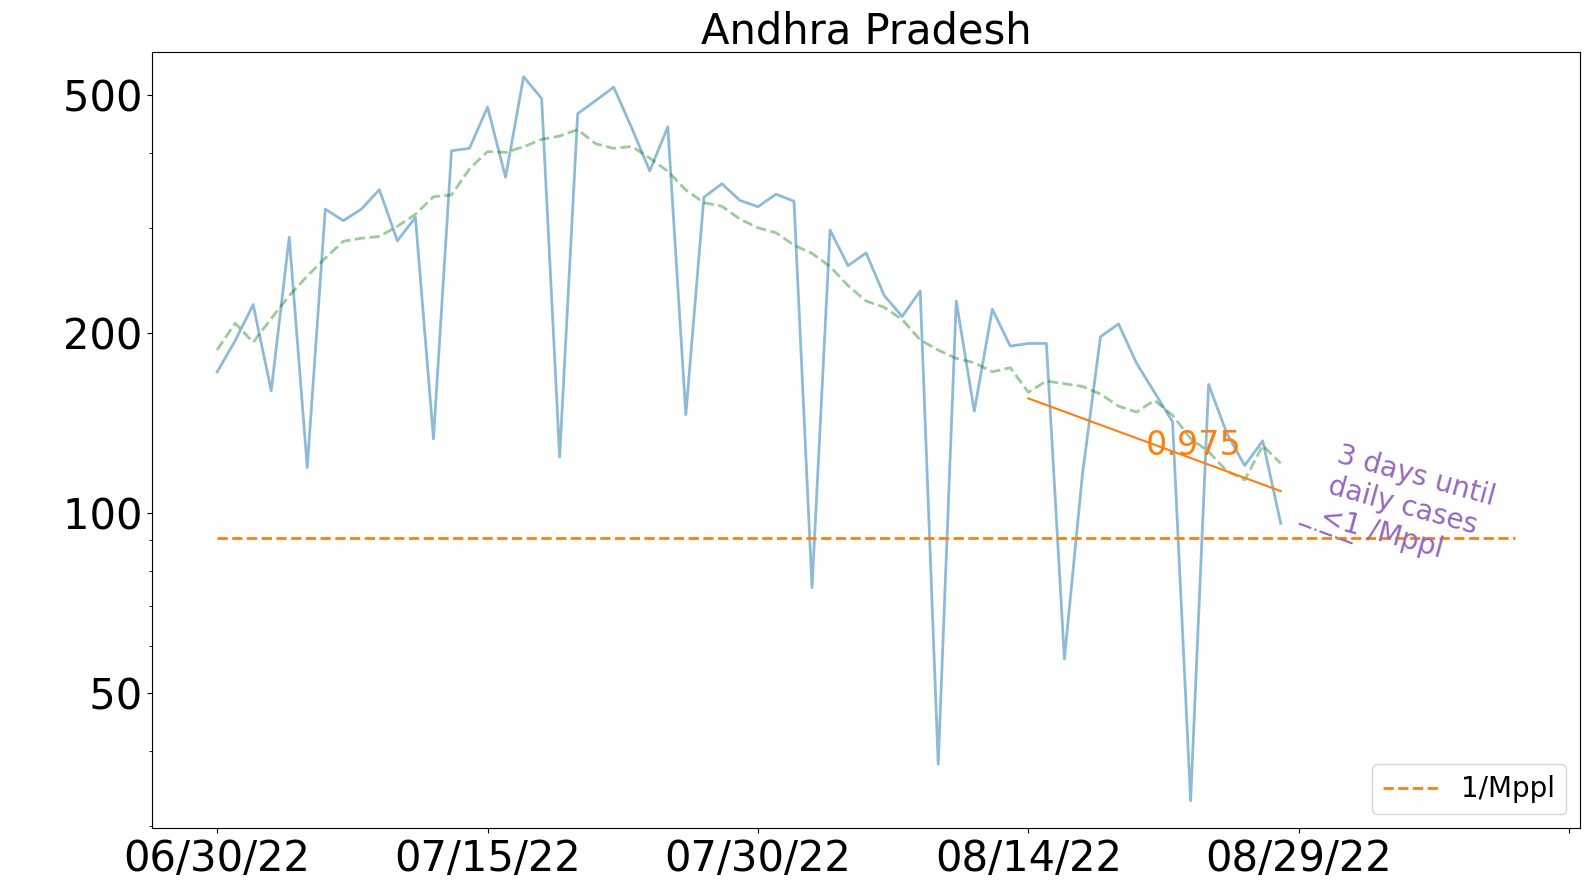 Andhra Pradesh
500
200
100
50
0.975
3 days until
daily cases
<1 /Mppl
1/Mppl
06/30/22
07/15/22
07/30/22
08/14/22
08/29/22